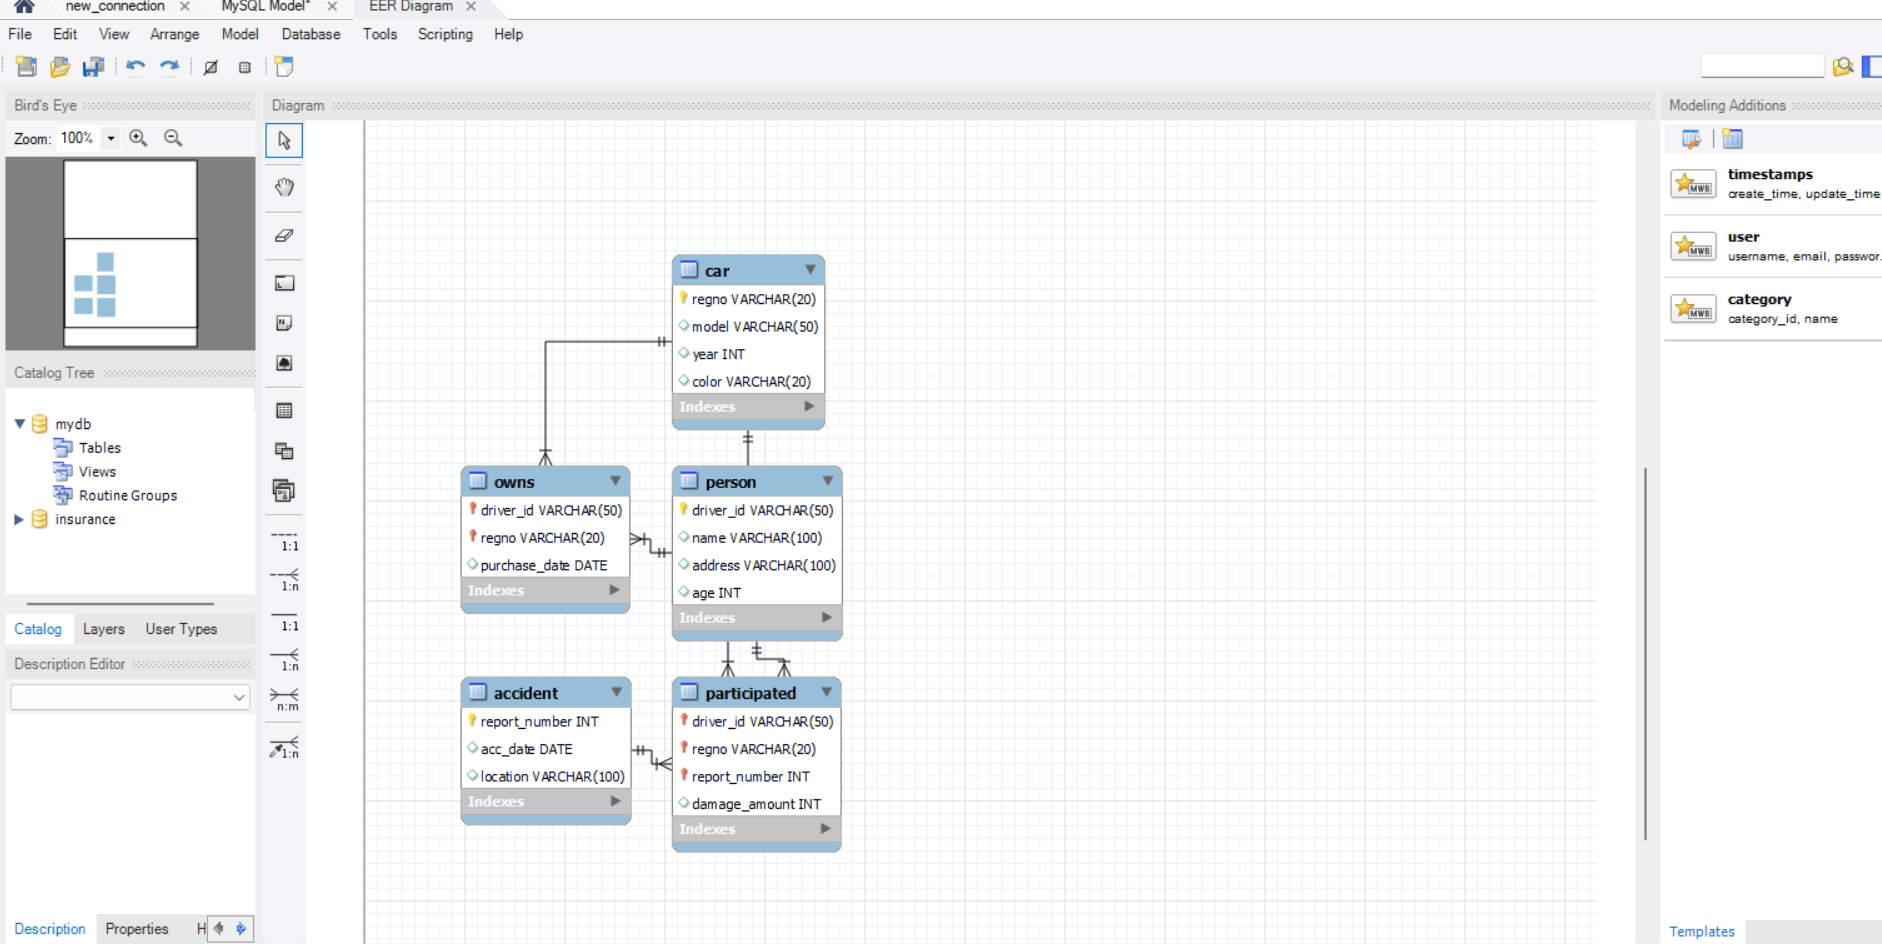 new_connection
MySQL Model*
EER Diagram
File Edit View Arrange Model Database Tools Scripting Help
Bird's Eye
Zoom: 100%
Catalog Tree
mydb
Tables
Views
Routine Groups
insurance
Catalog Layers User Types
Description Editor
Description Properties H
Diagram
N
1:1
1:n
1:1
1:n
n:m
1:n
car
regno VARCHAR(20)
model VARCHAR(50)
year INT
color VARCHAR(20)
Indexes
owns
driver_id VARCHAR(50)
regno VARCHAR(20)
purchase_date DATE
Indexes
person
driver_id VARCHAR(50)
name VARCHAR(100)
address VARCHAR(100)
age INT
Indexes
accident
report_number INT
acc_date DATE
location VARCHAR(100)
Indexes
participated
driver_id VARCHAR(50)
regno VARCHAR(20)
report_number INT
damage_amount INT
Indexes
Modeling Additions
MWB
timestamps
create_time, update_time
MWB
user
username, email, passwor.
MWB
category
category_id, name
Templates